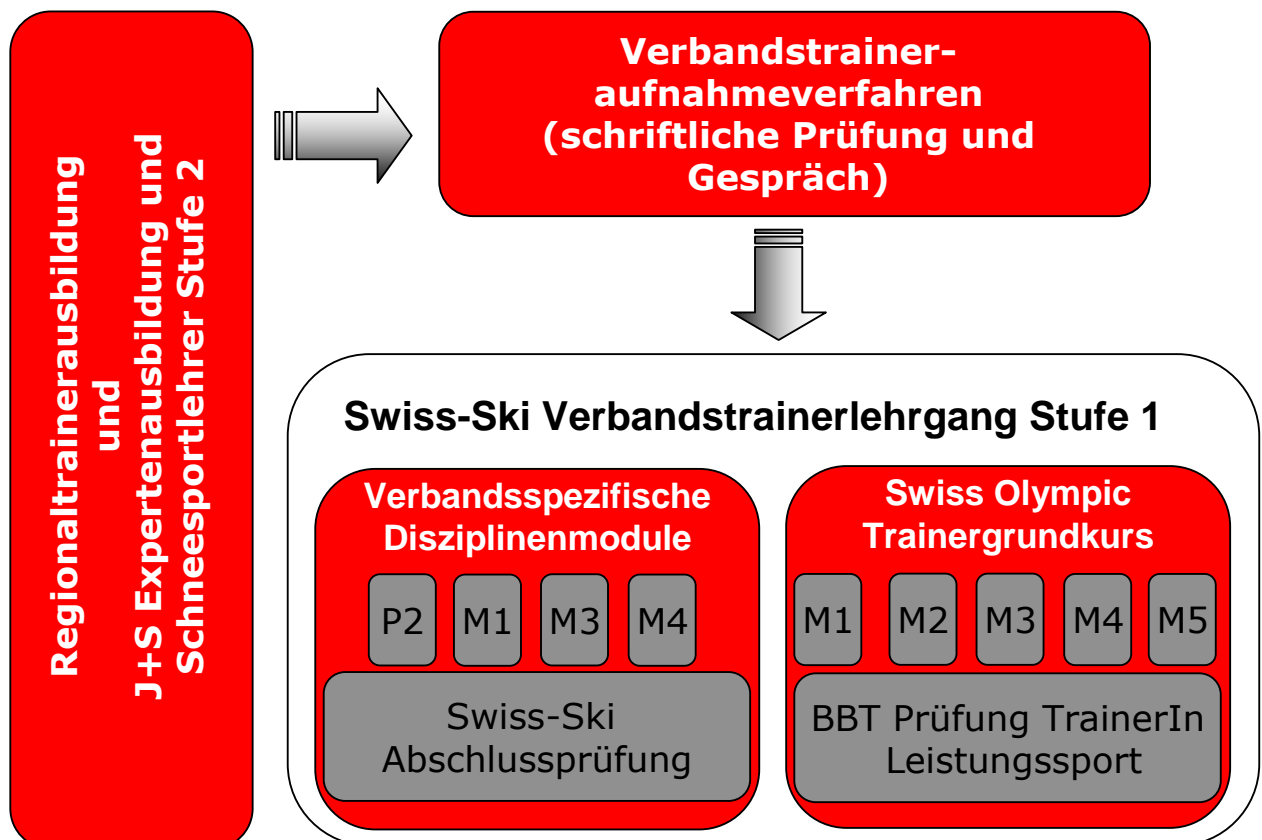 Regionaltrainerausbildung
und
J+S Expertenausbildung und
Schneesportlehrer Stufe 2
Verbandstrainer-
aufnahmeverfahren
(schriftliche Prüfung und
Gespräch)
Swiss-Ski Verbandstrainerlehrgang Stufe 1
Verbandsspezifische
Disziplinenmodule
P2 M1 M3 M4
Swiss-Ski
Abschlussprüfung
Swiss Olympic
Trainergrundkurs
M1 M2 M3 M4 M5
BBT Prüfung TrainerIn
Leistungssport